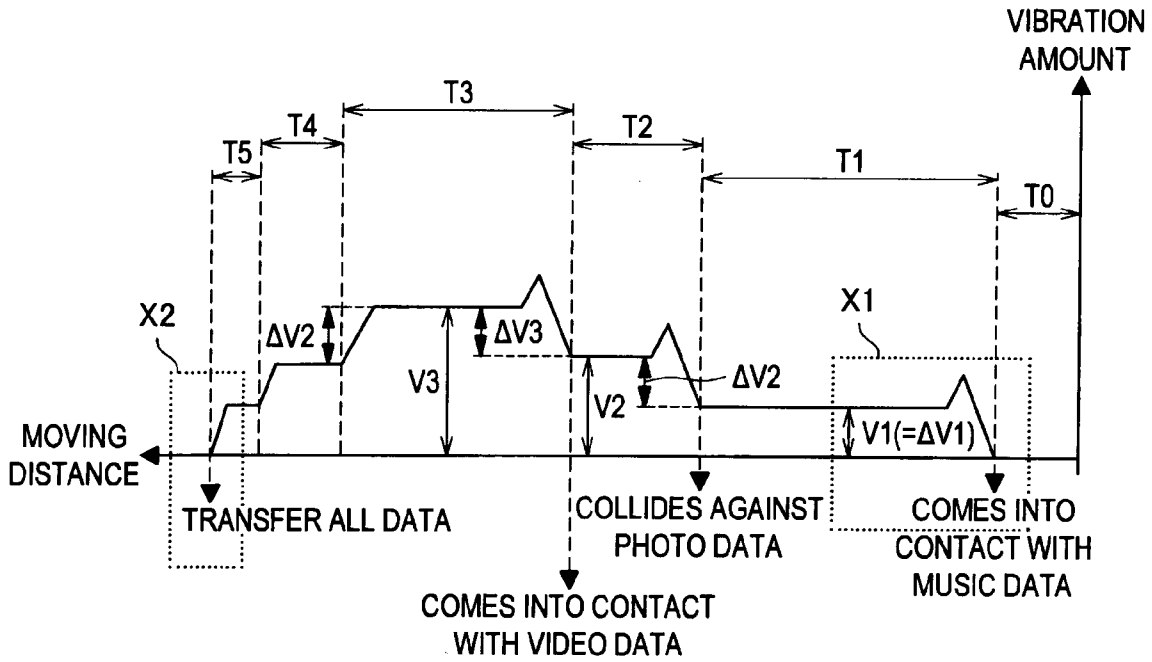 VIBRATION
AMOUNT
T3
T4
T2
T5
T1
T0
X2
X1
ΔV2
ΔV3
V3
V2
ΔV2
V1(=ΔV1)
MOVING
DISTANCE
TRANSFER ALL DATA
COLLIDES AGAINST
PHOTO DATA
COMES INTO
CONTACT WITH
MUSIC DATA
COMES INTO CONTACT
WITH VIDEO DATA